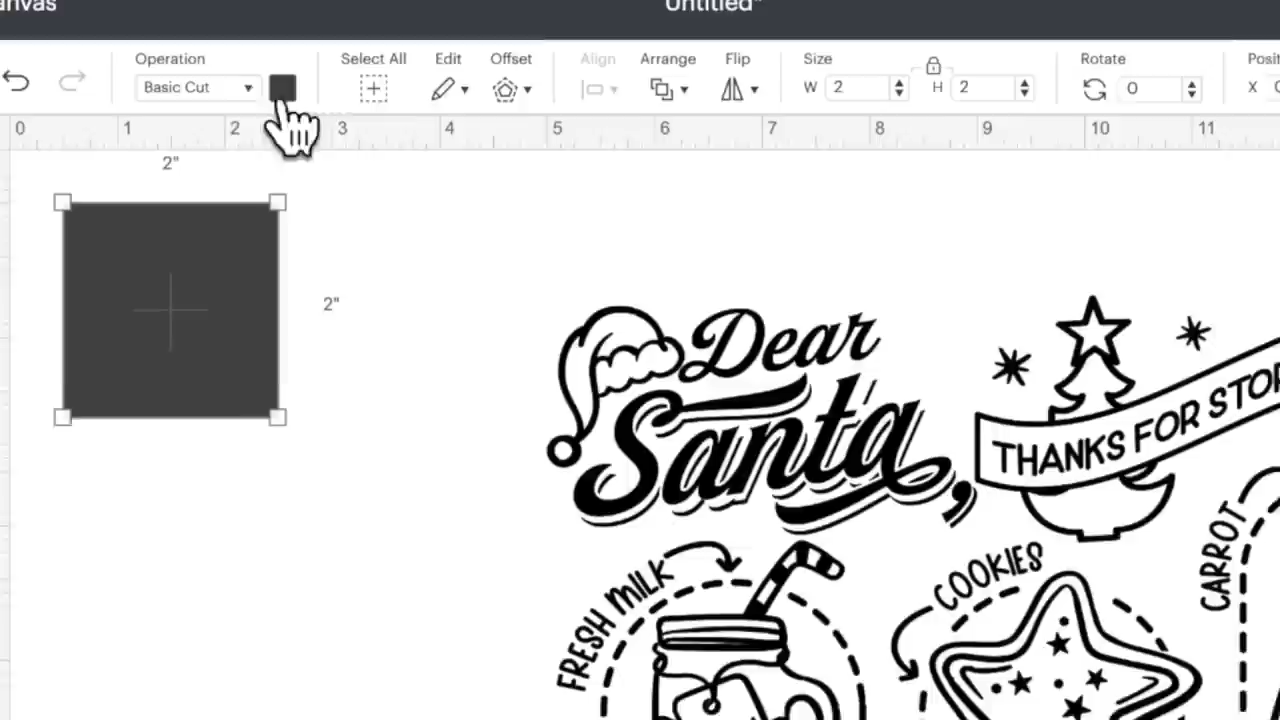 anvas
Untitled*
Operation
Select All
Edit
Offset
Align
Arrange
Flip
Size
Rotate
Posit
Basic Cut
W 2
H 2
0
X
0 1 2 3 4 5 6 7 8 9 10 11
2"
2"
Dear
Santa,
THANKS FOR STOP
FRESH MILK
COOKIES
CARROT